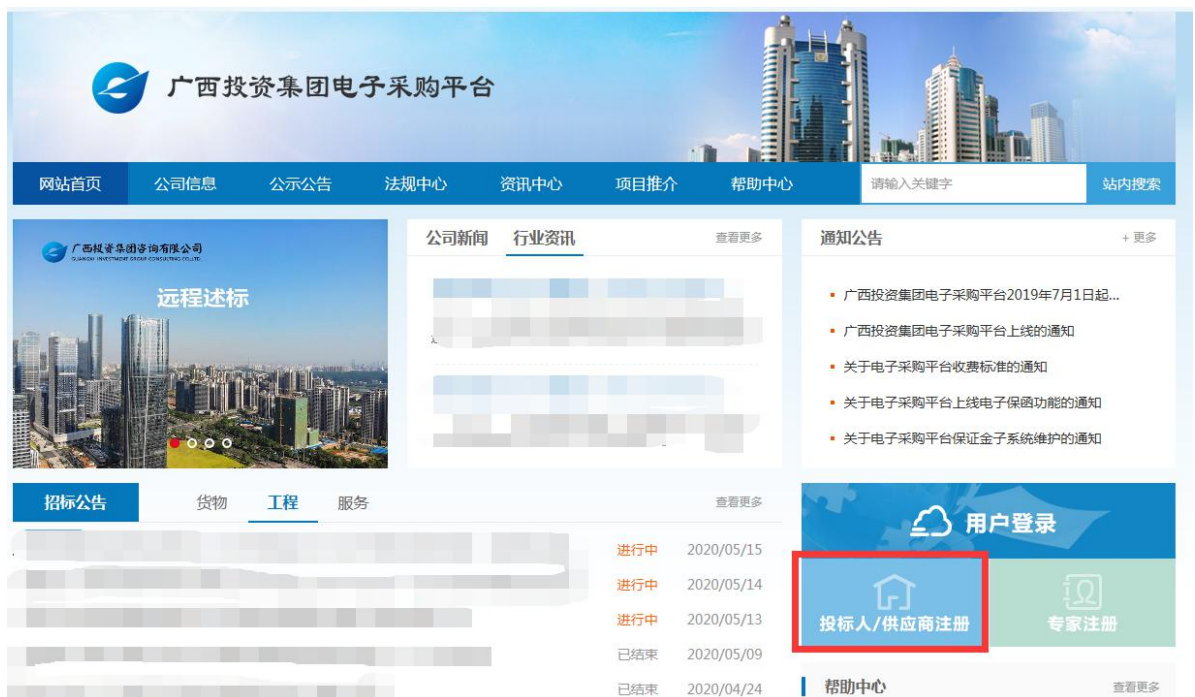 广西投资集团电子采购平台
网站首页 公司信息 公示公告 法规中心 资讯中心 项目推介 帮助中心 请输入关键字 站内搜索
广西投资集团咨询有限公司
GUANGXI INVESTMENT GROUP CONSULTING CO.,LTD.
远程述标
公司新闻 行业资讯 查看更多
通知公告 + 更多
广西投资集团电子采购平台2019年7月1日起...
广西投资集团电子采购平台上线的通知
关于电子采购平台收费标准的通知
关于电子采购平台上线电子保函功能的通知
关于电子采购平台保证金子系统维护的通知
招标公告 货物 工程 服务 查看更多
进行中 2020/05/15
进行中 2020/05/14
进行中 2020/05/13
已结束 2020/05/09
已结束 2020/04/24
用户登录
投标人/供应商注册 专家注册
帮助中心 查看更多